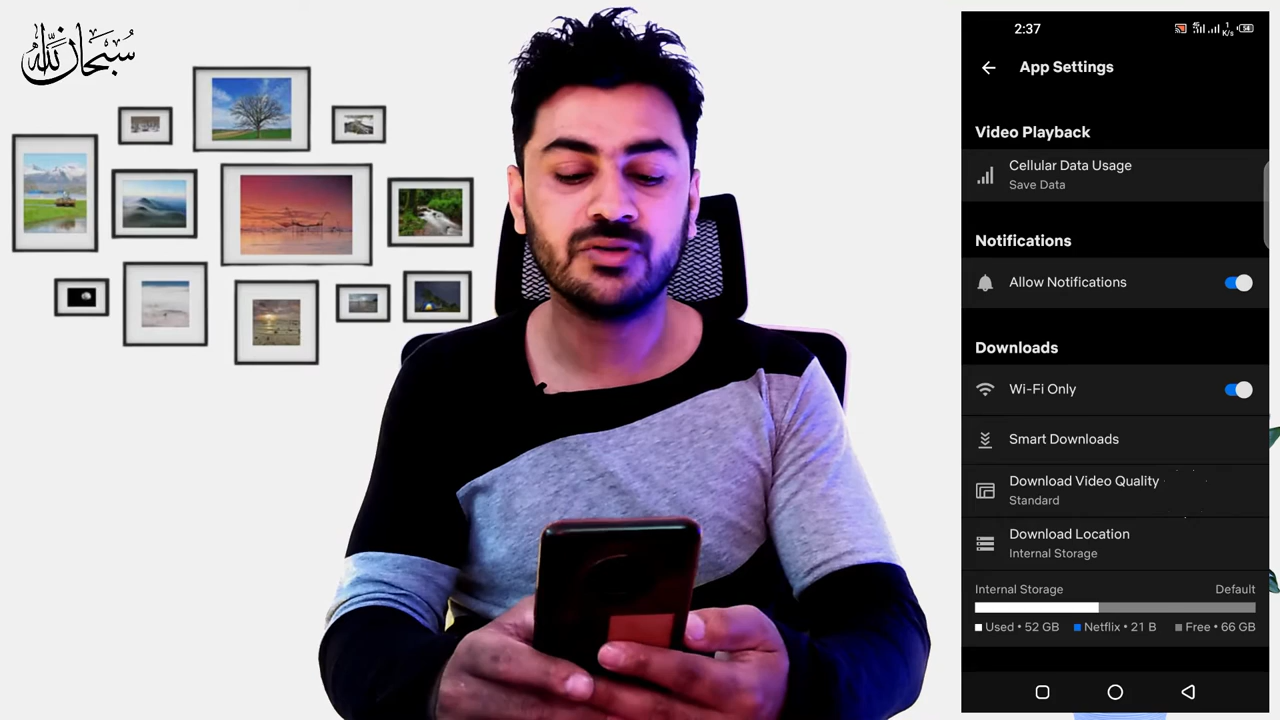 سبحان الله
2:37
App Settings
Video Playback
Cellular Data Usage
Save Data
Notifications
Allow Notifications
Downloads
Wi-Fi Only
Smart Downloads
Download Video Quality
Standard
Download Location
Internal Storage
Internal Storage Default
Used • 52 GB Netflix • 21 B Free • 66 GB